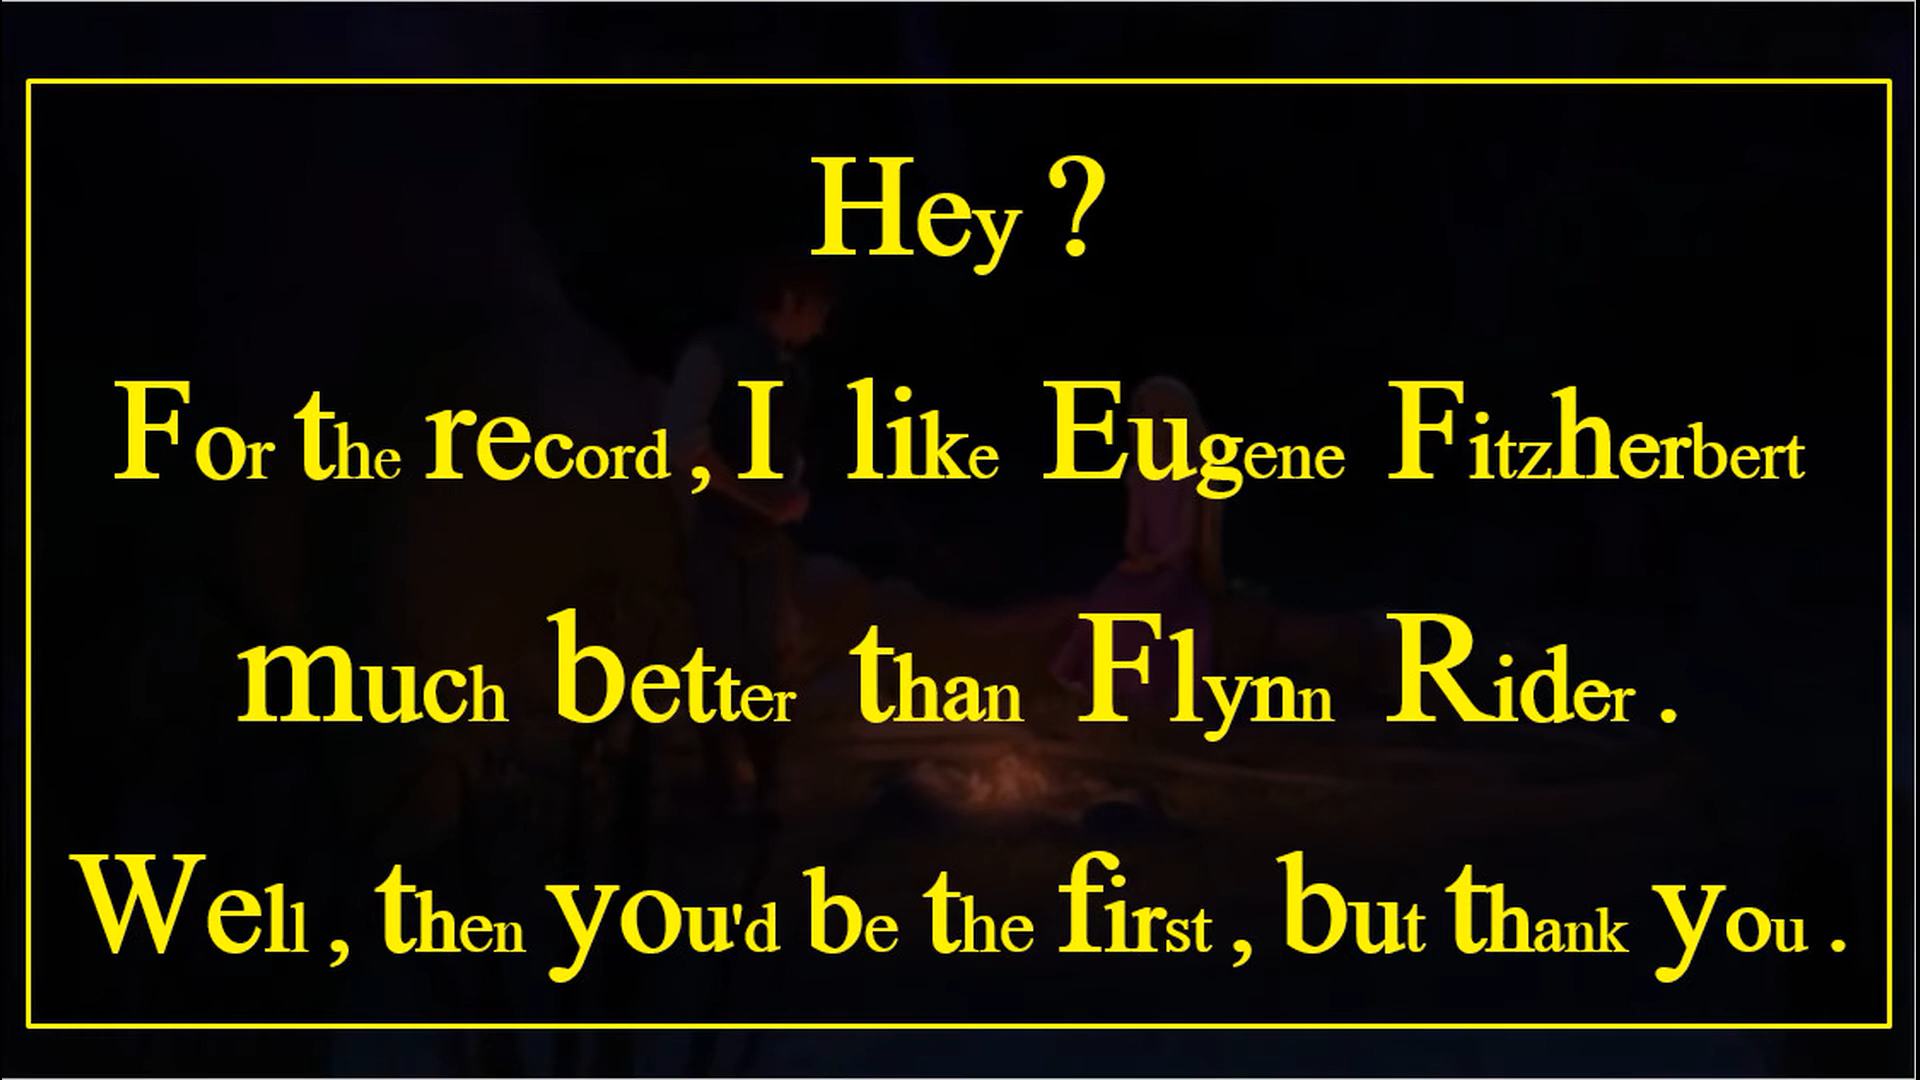 Hey ?
For the record , I like Eugene Fitzherbert
much better than Flynn Rider .
Well , then you'd be the first , but thank you .